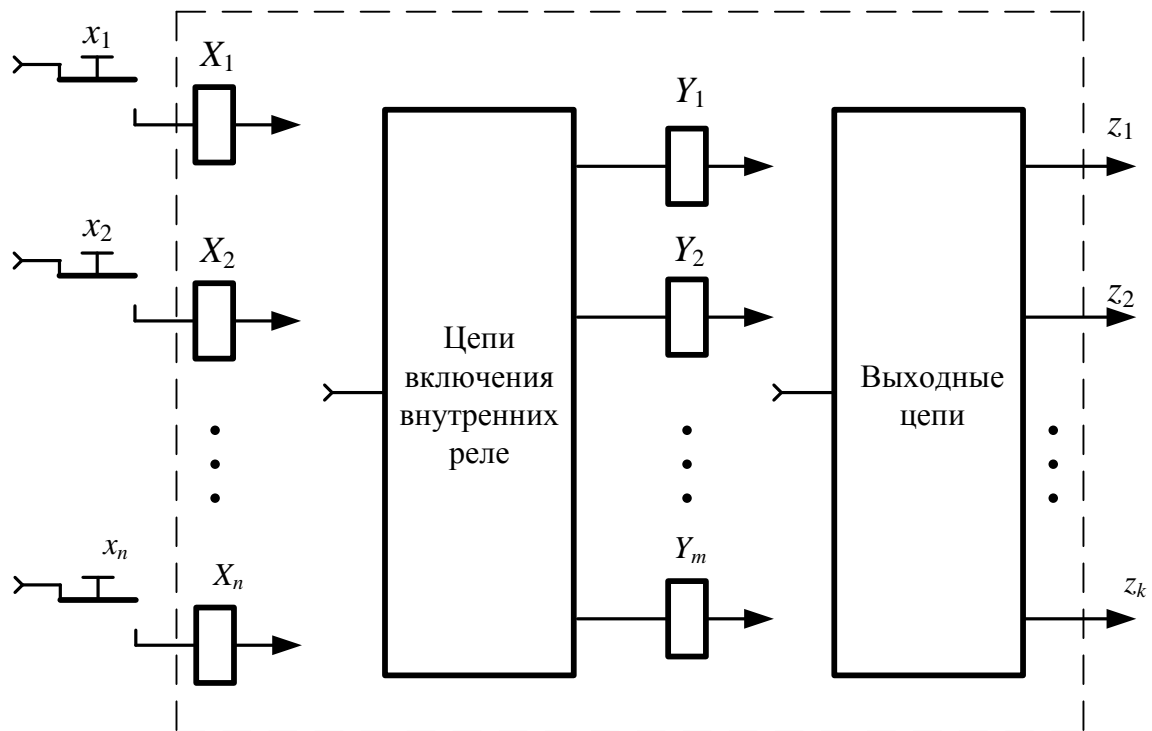 x1
X1
Y1
z1
x2
X2
Y2
z2
Цепи
включения
внутренних
реле
Выходные
цепи
xn
Xn
Ym
zk